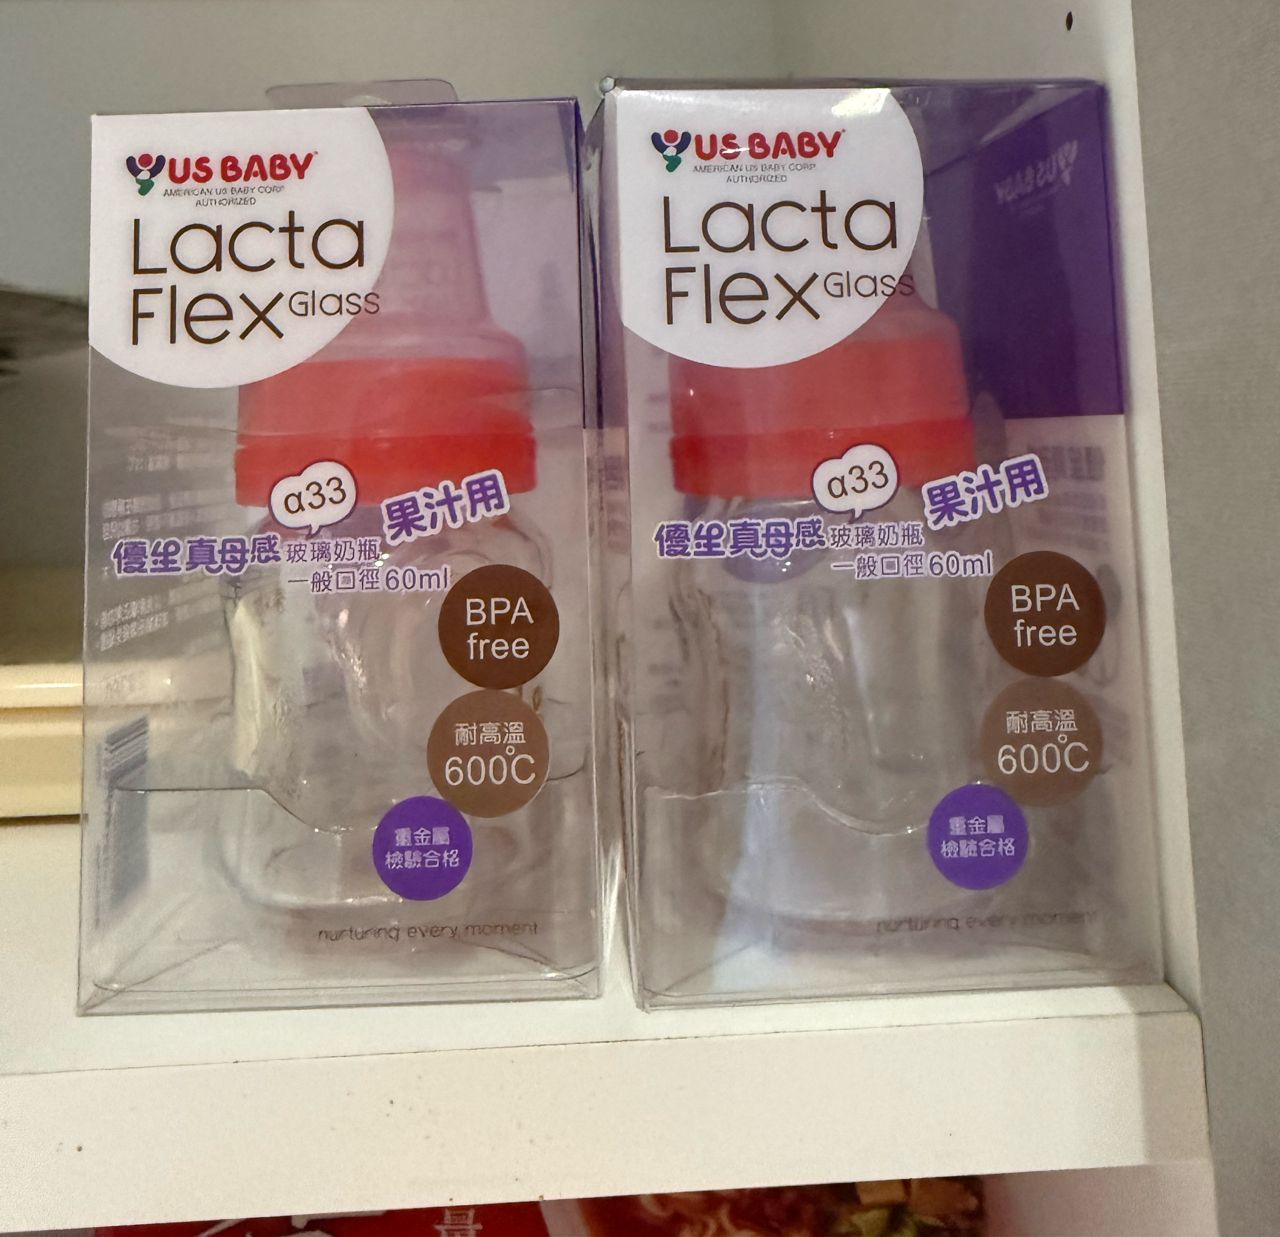 US BABY
AMERICAN US BABY CORP
AUTHORIZED
Lacta
Flex Glass
α33
果汁用
優生真母感 玻璃奶瓶
一般口徑 60ml
BPA
free
耐高溫
600℃
重金屬
檢驗合格
nurturing every moment
US BABY
AMERICAN US BABY CORP
AUTHORIZED
Lacta
Flex Glass
α33
果汁用
優生真母感 玻璃奶瓶
一般口徑 60ml
BPA
free
耐高溫
600℃
重金屬
檢驗合格
nurturing every moment